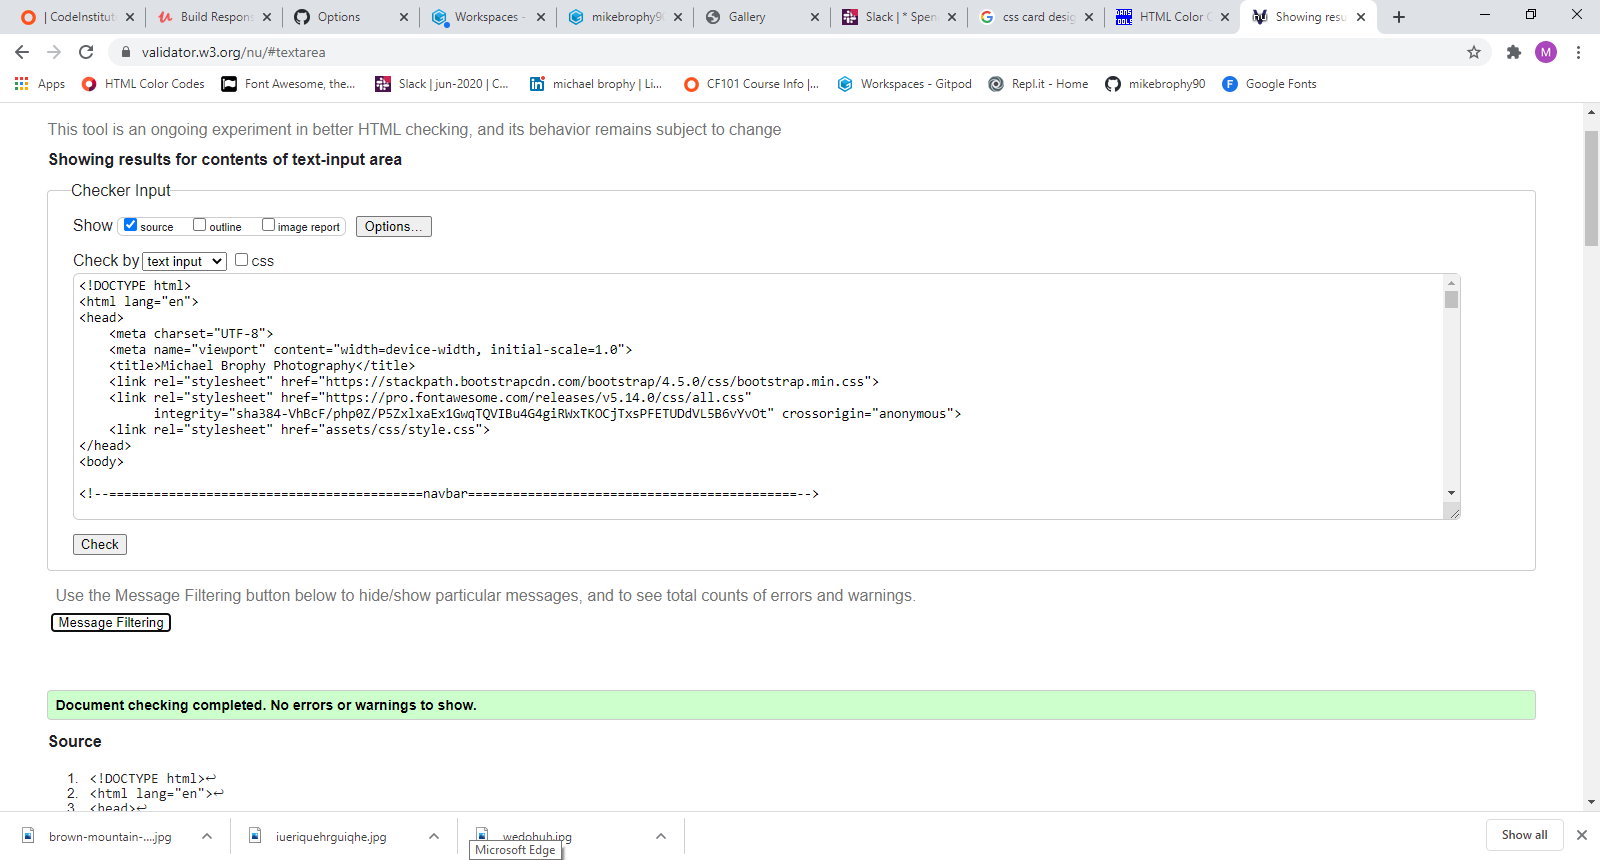 | CodeInstitut
Build Respons
Options
Workspaces -
mikebrophy9
Gallery
Slack | * Spen
css card desig
HTML Color C
Showing resu
validator.w3.org/nu/#textarea
M
Apps
HTML Color Codes
Font Awesome, the...
Slack | jun-2020 | C...
michael brophy | Li...
CF101 Course Info |...
Workspaces - Gitpod
Repl.it - Home
mikebrophy90
Google Fonts
This tool is an ongoing experiment in better HTML checking, and its behavior remains subject to change
Showing results for contents of text-input area
Checker Input
Show source outline image report Options...
Check by text input css
<!DOCTYPE html>
<html lang="en">
<head>
<meta charset="UTF-8">
<meta name="viewport" content="width=device-width, initial-scale=1.0">
<title>Michael Brophy Photography</title>
<link rel="stylesheet" href="https://stackpath.bootstrapcdn.com/bootstrap/4.5.0/css/bootstrap.min.css">
<link rel="stylesheet" href="https://pro.fontawesome.com/releases/v5.14.0/css/all.css"
integrity="sha384-VhBcF/php0Z/P5ZxlxaEx1GwqTQVIBu4G4giRWxTKOCjTxsPFETUDdVL5B6vYvOt" crossorigin="anonymous">
<link rel="stylesheet" href="assets/css/style.css">
</head>
<body>
<!--==========================================navbar============================================-->
Check
Use the Message Filtering button below to hide/show particular messages, and to see total counts of errors and warnings.
Message Filtering
Document checking completed. No errors or warnings to show.
Source
1. <!DOCTYPE html>↩
2. <html lang="en">↩
3. <head>↩
brown-mountain-....jpg
iueriquehrguiqhe.jpg
wedohuh.jpg
Microsoft Edge
Show all